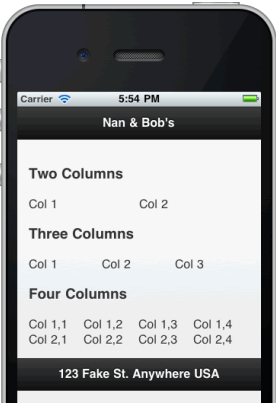 Carrier 5:54 PM
Nan & Bob's
Two Columns
Col 1 Col 2
Three Columns
Col 1 Col 2 Col 3
Four Columns
Col 1,1 Col 1,2 Col 1,3 Col 1,4
Col 2,1 Col 2,2 Col 2,3 Col 2,4
123 Fake St. Anywhere USA